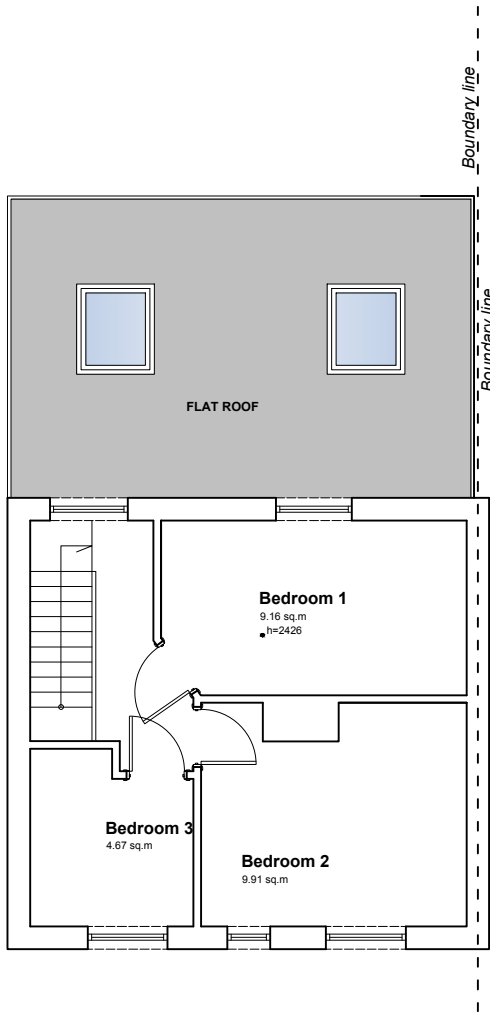 Boundary line
Boundary line
FLAT ROOF
Bedroom 1
9.16 sq.m
h=2426
Bedroom 3
4.67 sq.m
Bedroom 2
9.91 sq.m